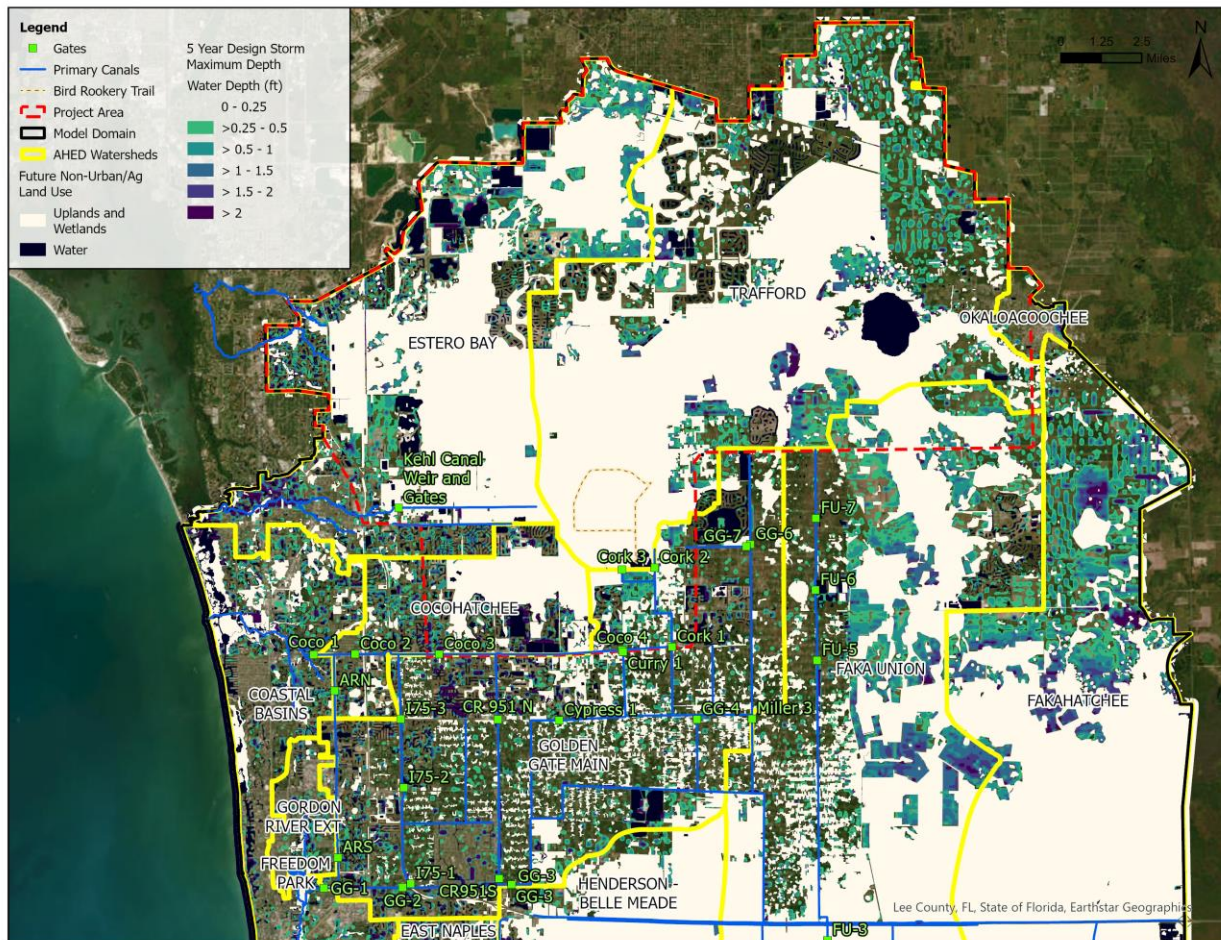 Legend
Gates
Primary Canals
Bird Rookery Trail
Project Area
Model Domain
AHED Watersheds
Future Non-Urban/Ag
Land Use
Uplands and
Wetlands
Water
5 Year Design Storm
Maximum Depth
Water Depth (ft)
0 - 0.25
>0.25 - 0.5
> 0.5 - 1
> 1 - 1.5
> 1.5 - 2
> 2
N
0 1.25 2.5
Miles
TRAFFORD
OKALOACOOCHEE
ESTERO BAY
Kehl Canal
Weir and
Gates
FU-7
GG-7
GG-6
Cork 3
Cork 2
FU-6
COCOHATCHEE
Coco 1
Coco 2
Coco 3
Coco 4
Cork 1
Curry 1
FU-5
FAKA UNION
ARN
COASTAL
BASINS
I75-3
CR 951 N
Cypress 1
GG-4
Miller 3
FAKAHATCHEE
GOLDEN
GATE MAIN
I75-2
GORDON
RIVER EXT
ARS
FREEDOM
PARK
GG-1
I75-1
GG-2
CR951S
GG-3
GG-3
HENDERSON -
BELLE MEADE
EAST NAPLES
FU-3
Lee County, FL, State of Florida, Earthstar Geographics